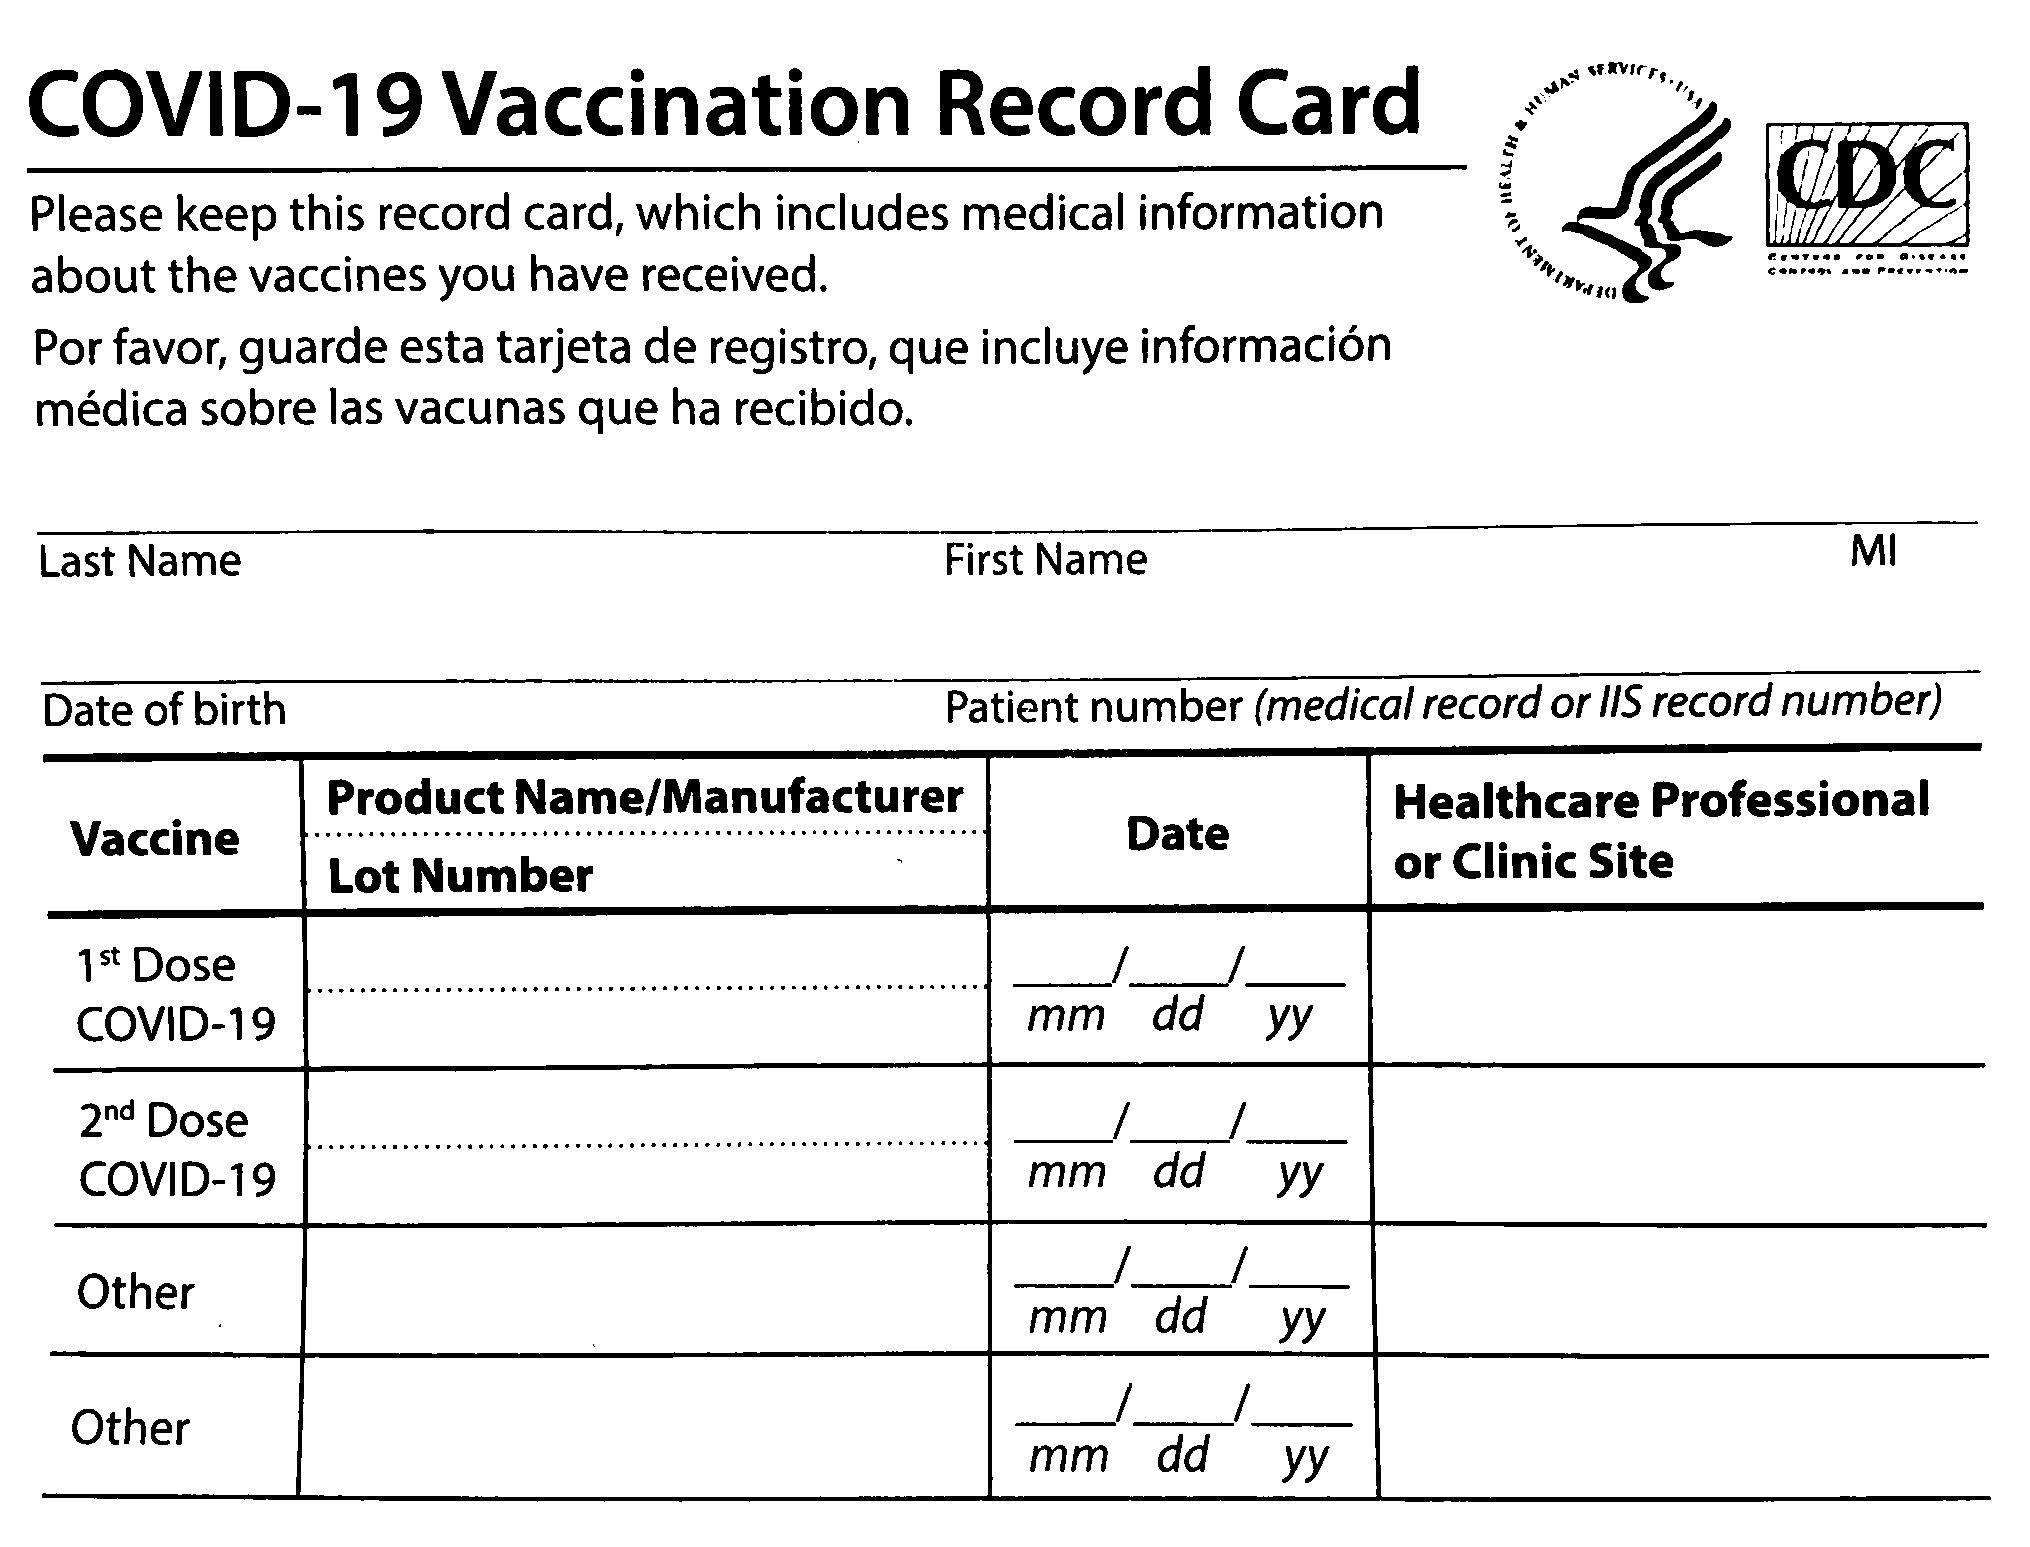 COVID-19 Vaccination Record Card
DEPARTMENT OF HEALTH & HUMAN SERVICES · USA
CDC
CENTERS FOR DISEASE
CONTROL AND PREVENTION
Please keep this record card, which includes medical information
about the vaccines you have received.
Por favor, guarde esta tarjeta de registro, que incluye información
médica sobre las vacunas que ha recibido.
Last Name First Name MI
Date of birth Patient number (medical record or IIS record number)
Vaccine
Product Name/Manufacturer
Lot Number
Date
Healthcare Professional
or Clinic Site
1st Dose
COVID-19
___/___/___
mm dd yy
2nd Dose
COVID-19
___/___/___
mm dd yy
Other
___/___/___
mm dd yy
Other
___/___/___
mm dd yy